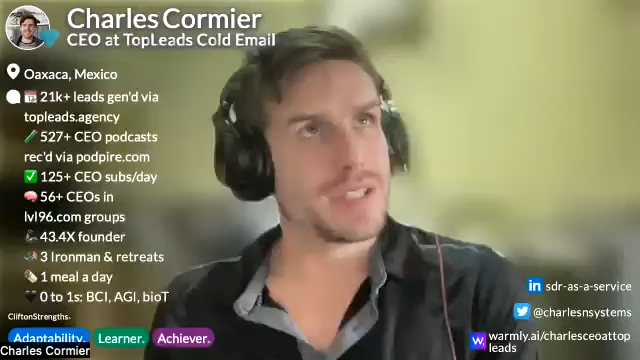 Charles Cormier
CEO at TopLeads Cold Email
Oaxaca, Mexico
21k+ leads gen'd via
topleads.agency
527+ CEO podcasts
rec'd via podpire.com
125+ CEO subs/day
56+ CEOs in
lvl96.com groups
43.4X founder
3 Ironman & retreats
1 meal a day
0 to 1s: BCI, AGI, bioT
CliftonStrengths.
Adaptability. Learner. Achiever.
Charles Cormier
sdr-as-a-service
@charlesnsystems
warmly.ai/charlesceoattop
leads